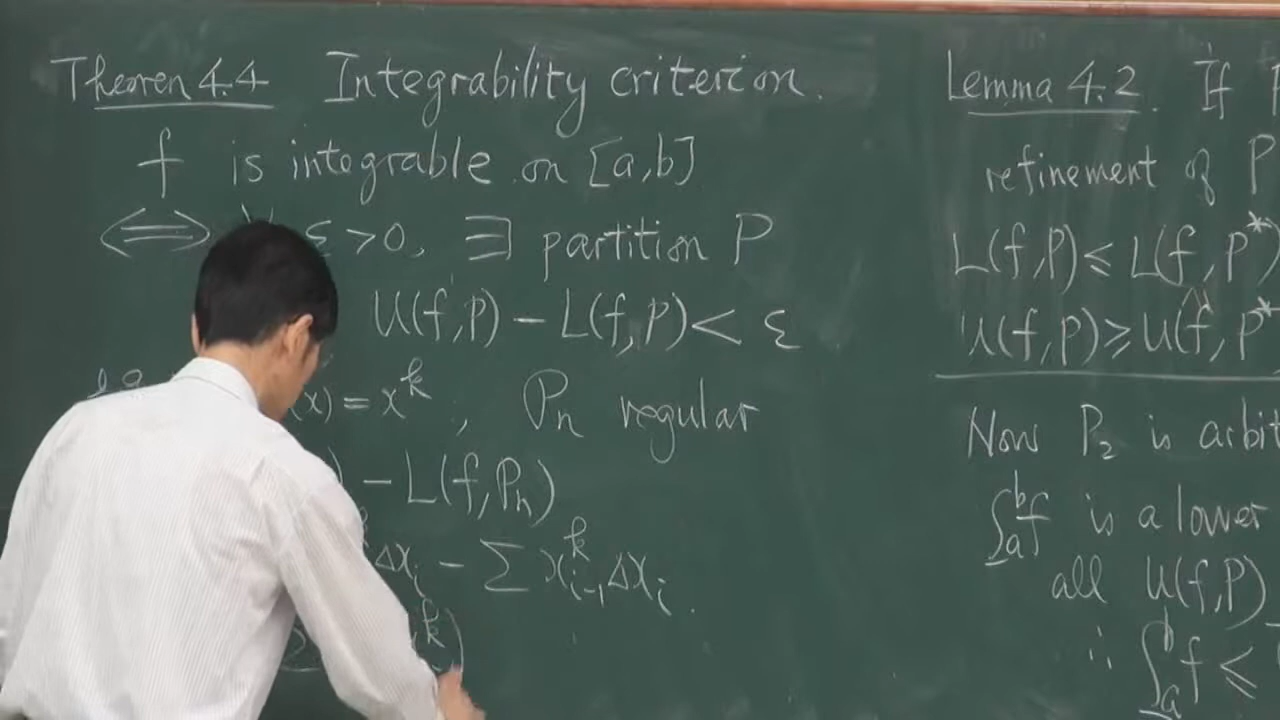 Theorem 4.4 Integrability criterion.
f is integrable on [a,b]
⟺ ε > 0, ∃ partition P
U(f,P) – L(f,P) < ε
e.g. (x) = x^k, P_n regular
) – L(f,P_n)
Δx_i – Σ x_{i-1}^k Δx_i.
k)
Lemma 4.2. If
refinement of P
L(f,P) ≤ L(f,P*)
U(f,P) ≥ U(f,P*
Now P_2 is arbit
∫_a^b f is a lower
all U(f,P)
∴ ∫_a^b f ≤